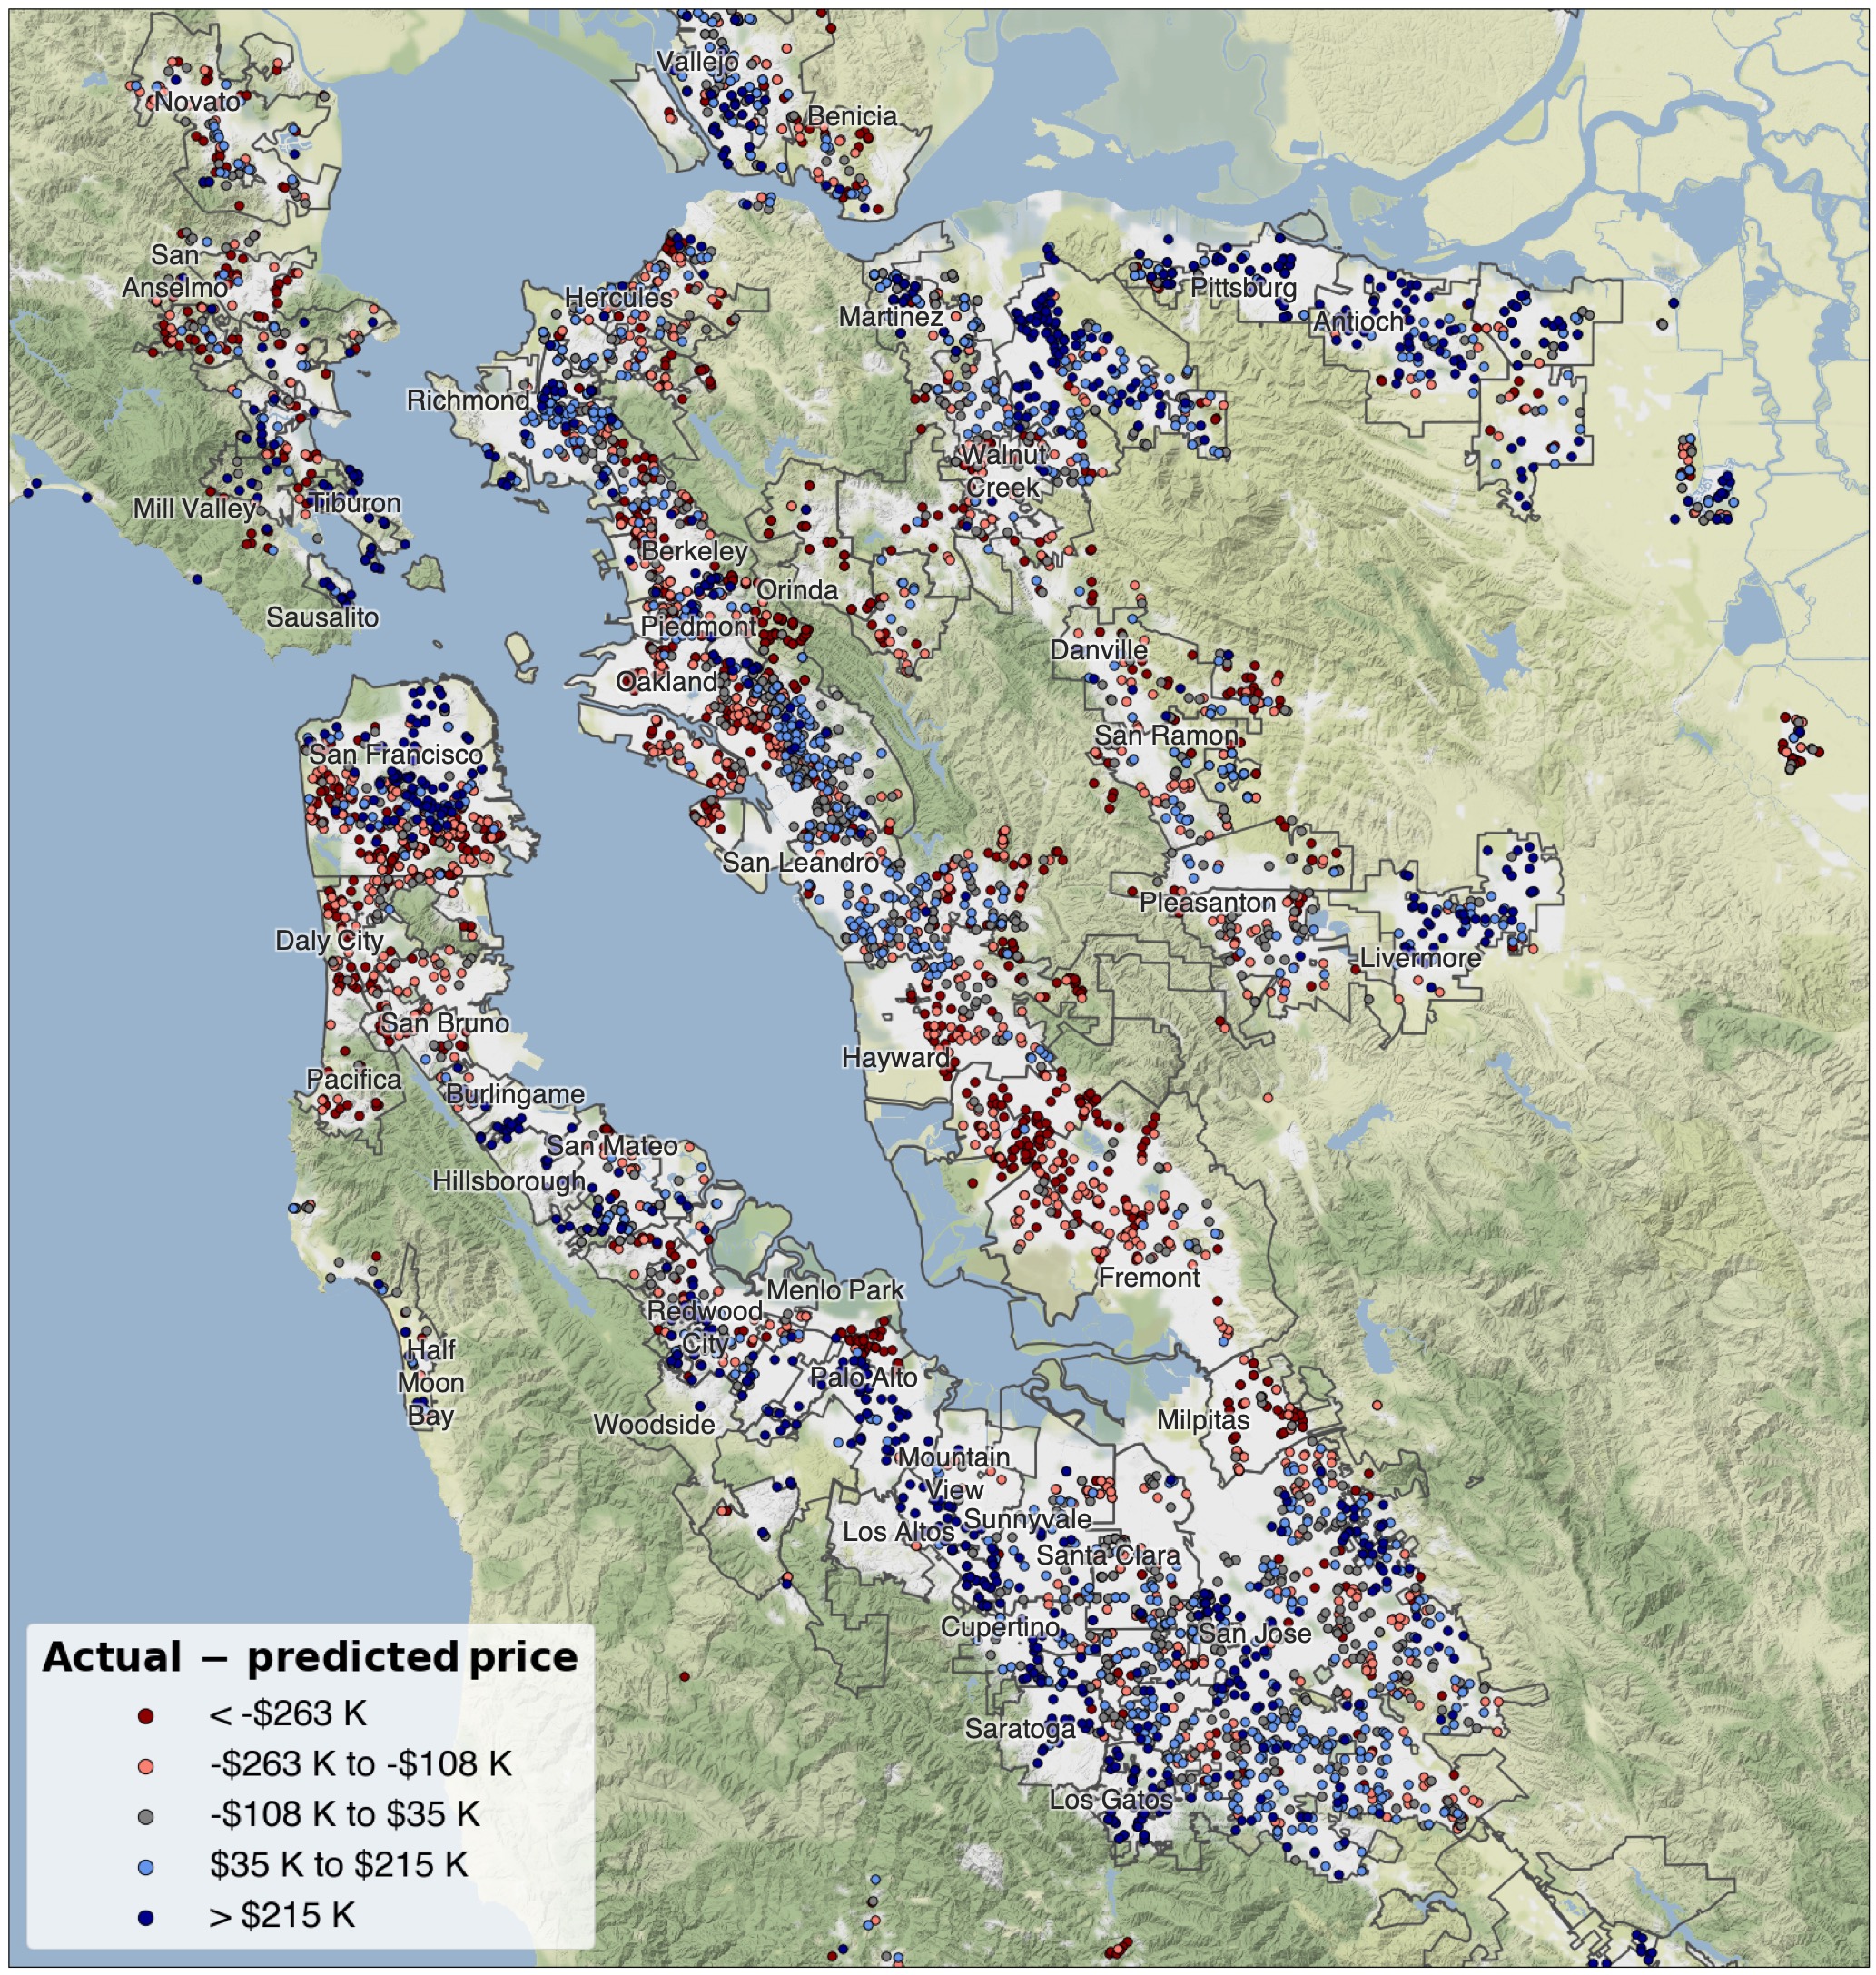 Vallejo
Novato
Benicia
San
Anselmo
Hercules
Martinez
Pittsburg
Antioch
Richmond
Walnut
Creek
Mill Valley
Tiburon
Berkeley
Orinda
Sausalito
Piedmont
Danville
Oakland
San Ramon
San Francisco
San Leandro
Pleasanton
Daly City
Livermore
San Bruno
Hayward
Pacifica
Burlingame
San Mateo
Hillsborough
Fremont
Menlo Park
Redwood
City
Half
Moon
Bay
Palo Alto
Woodside
Milpitas
Mountain
View
Los Altos
Sunnyvale
Santa Clara
Cupertino
San Jose
Saratoga
Los Gatos
Actual − predicted price
< -$263 K
-$263 K to -$108 K
-$108 K to $35 K
$35 K to $215 K
> $215 K